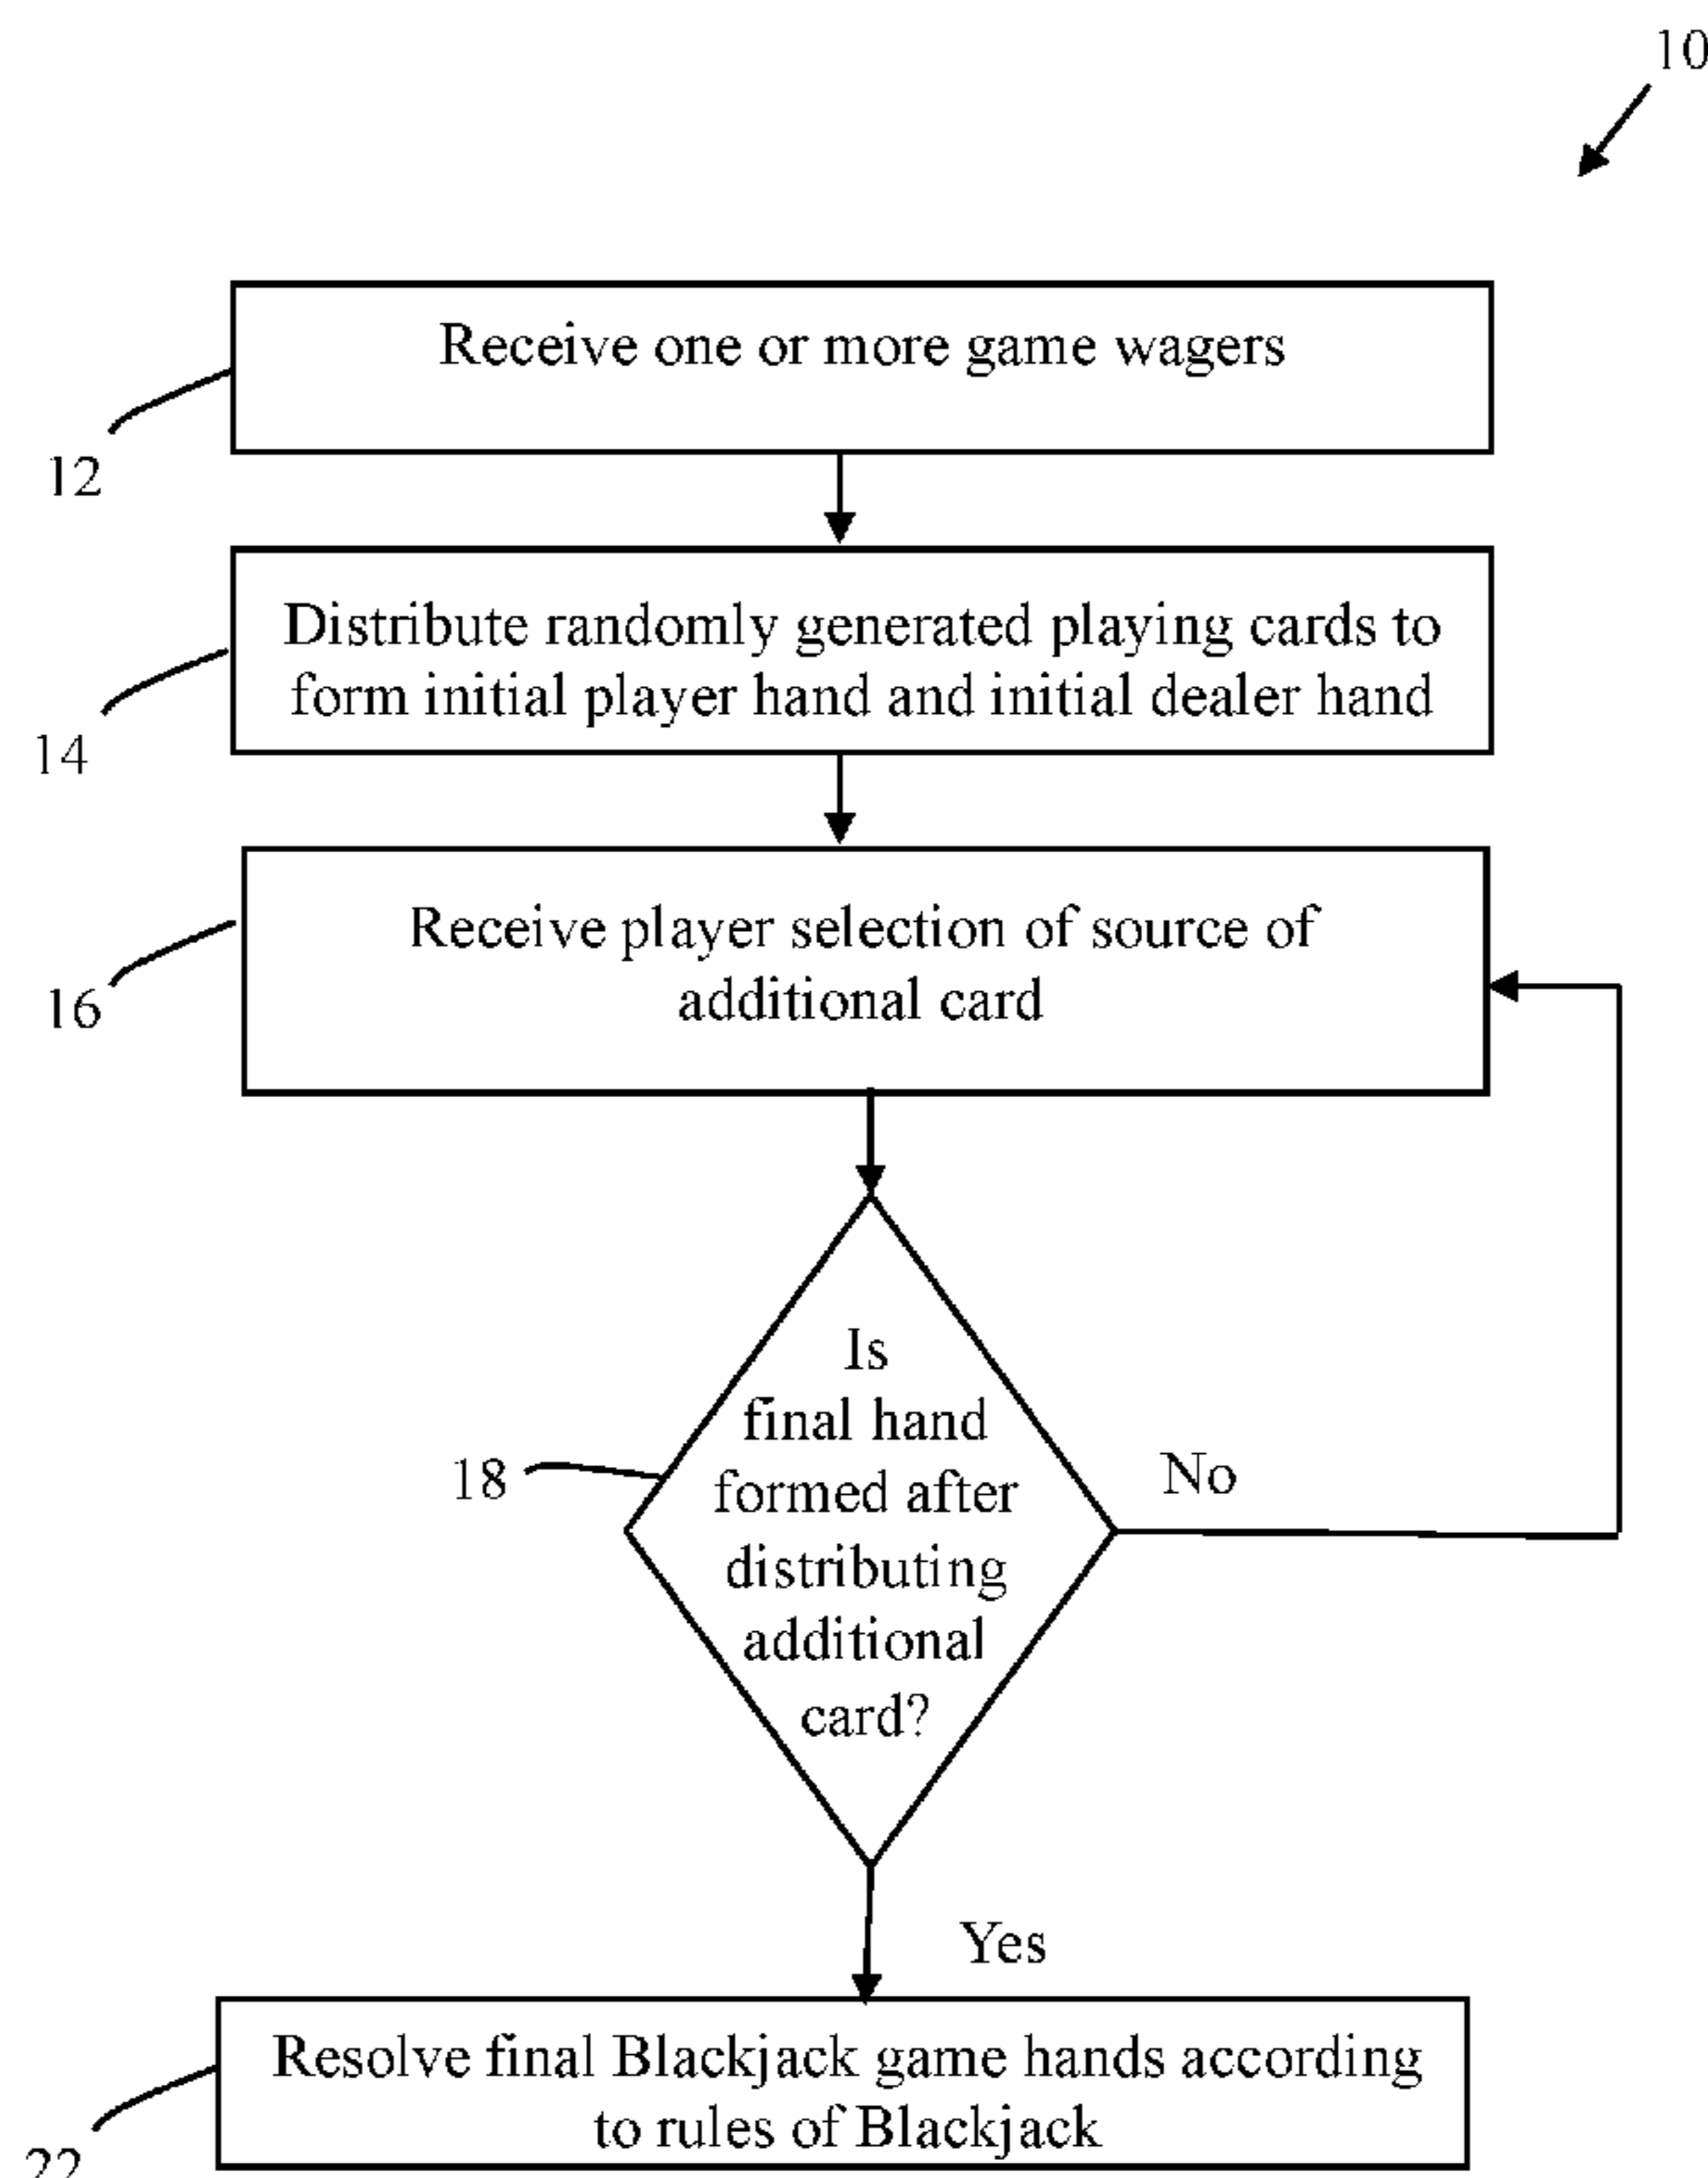 10
Receive one or more game wagers
12
Distribute randomly generated playing cards to
form initial player hand and initial dealer hand
14
Receive player selection of source of
additional card
16
Is
final hand
formed after
distributing
additional
card?
18
No
Yes
Resolve final Blackjack game hands according
to rules of Blackjack
22